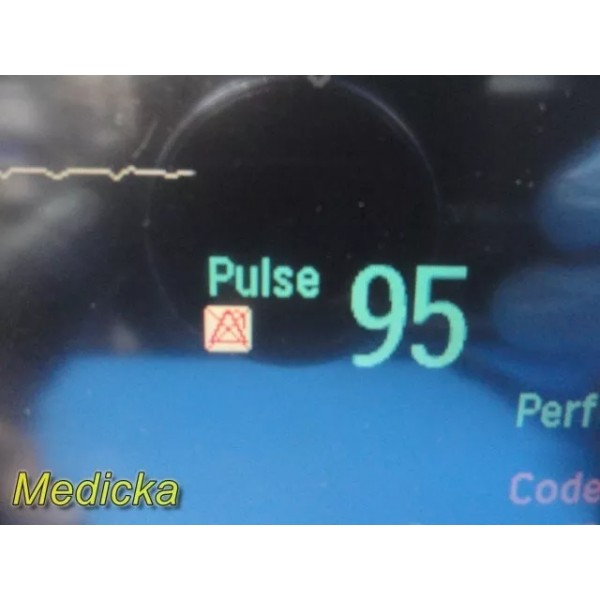 Pulse 95
Perf
Code
Medicka